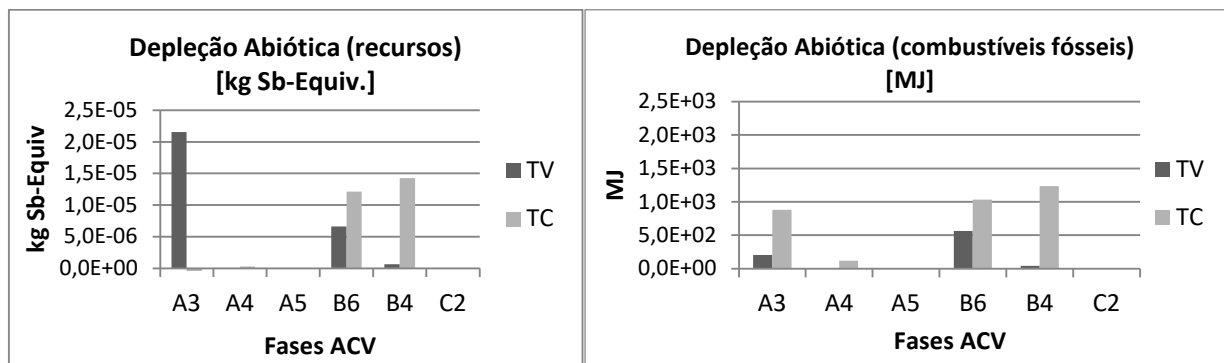 Depleção Abiótica (recursos)
[kg Sb-Equiv.]
kg Sb-Equiv
2,5E-05
2,0E-05
1,5E-05
1,0E-05
5,0E-06
0,0E+00
A3 A4 A5 B6 B4 C2
Fases ACV
TV
TC
Depleção Abiótica (combustíveis fósseis)
[MJ]
MJ
2,5E+03
2,0E+03
1,5E+03
1,0E+03
5,0E+02
0,0E+00
A3 A4 A5 B6 B4 C2
Fases ACV
TV
TC